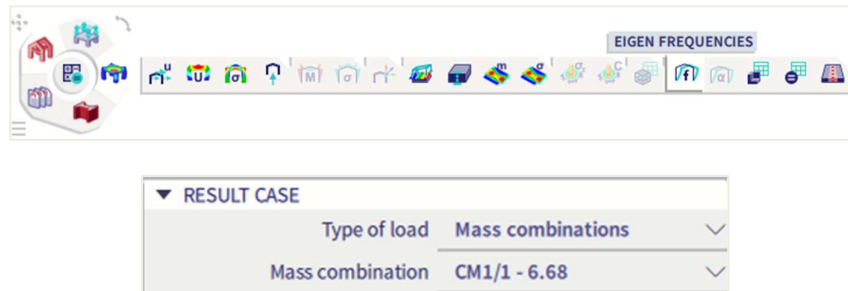 EIGEN FREQUENCIES
▼ RESULT CASE
Type of load Mass combinations
Mass combination CM1/1 - 6.68